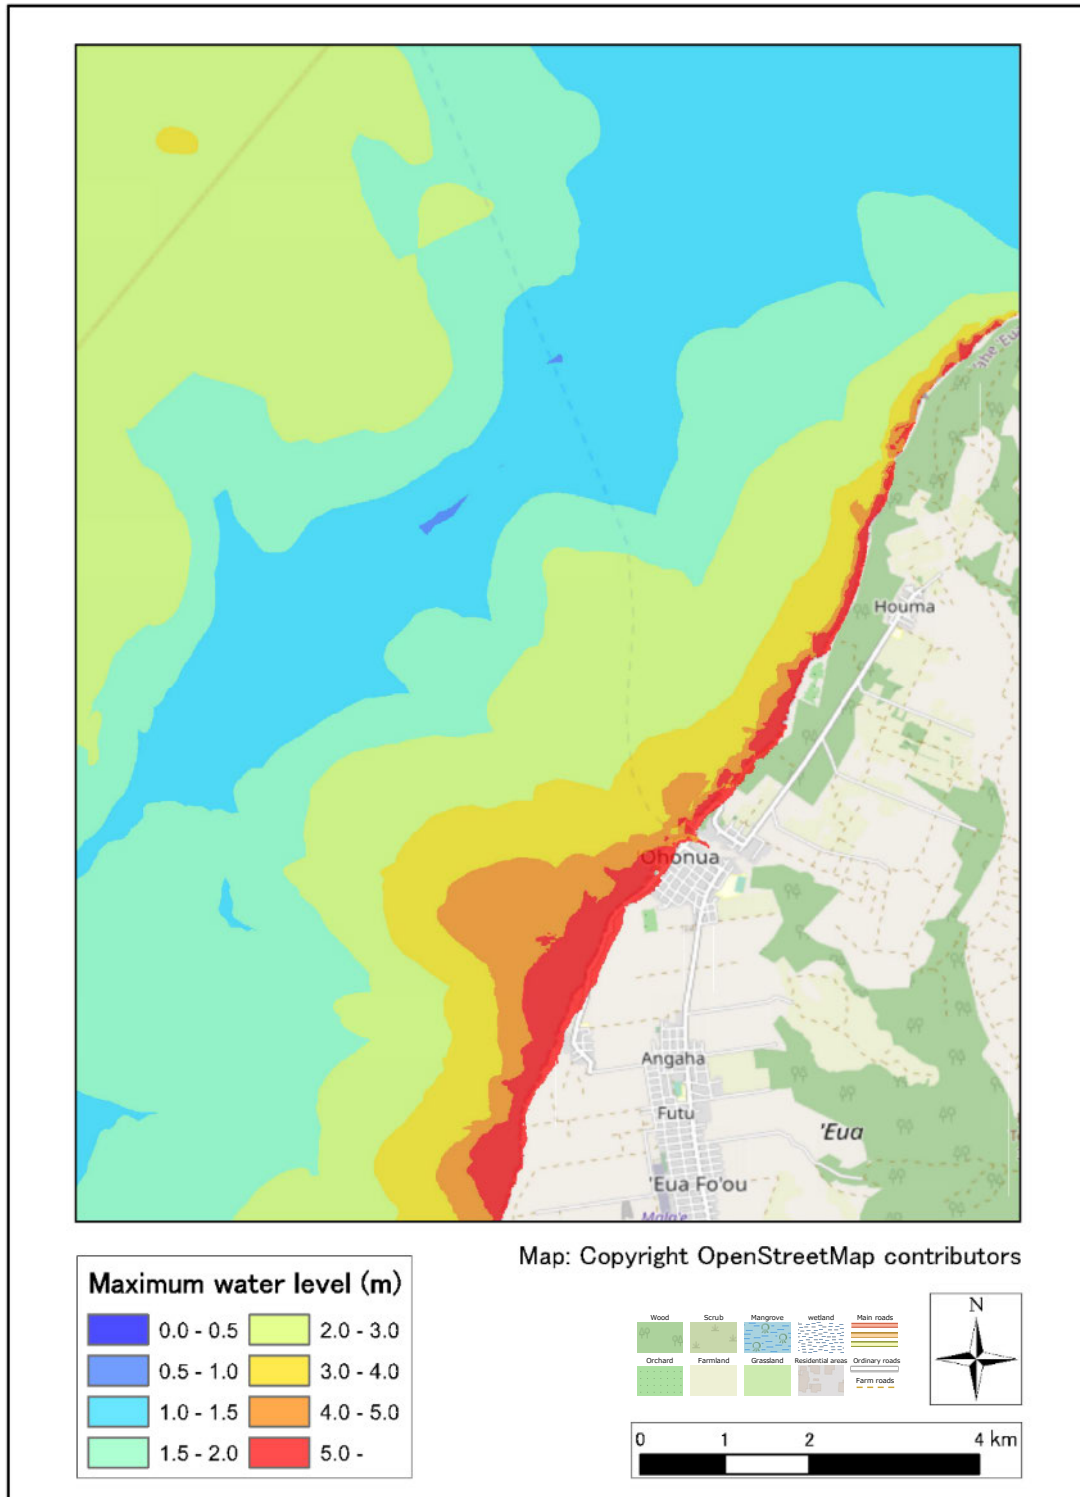 Houma
'Ohonua
Angaha
Futu
'Eua
'Eua Fo'ou
Map: Copyright OpenStreetMap contributors
Maximum water level (m)
0.0 - 0.5
2.0 - 3.0
0.5 - 1.0
3.0 - 4.0
1.0 - 1.5
4.0 - 5.0
1.5 - 2.0
5.0 -
Wood
Scrub
Mangrove
wetland
Main roads
Orchard
Farmland
Grassland
Residential areas
Ordinary roads
Farm roads
N
0
1
2
4 km